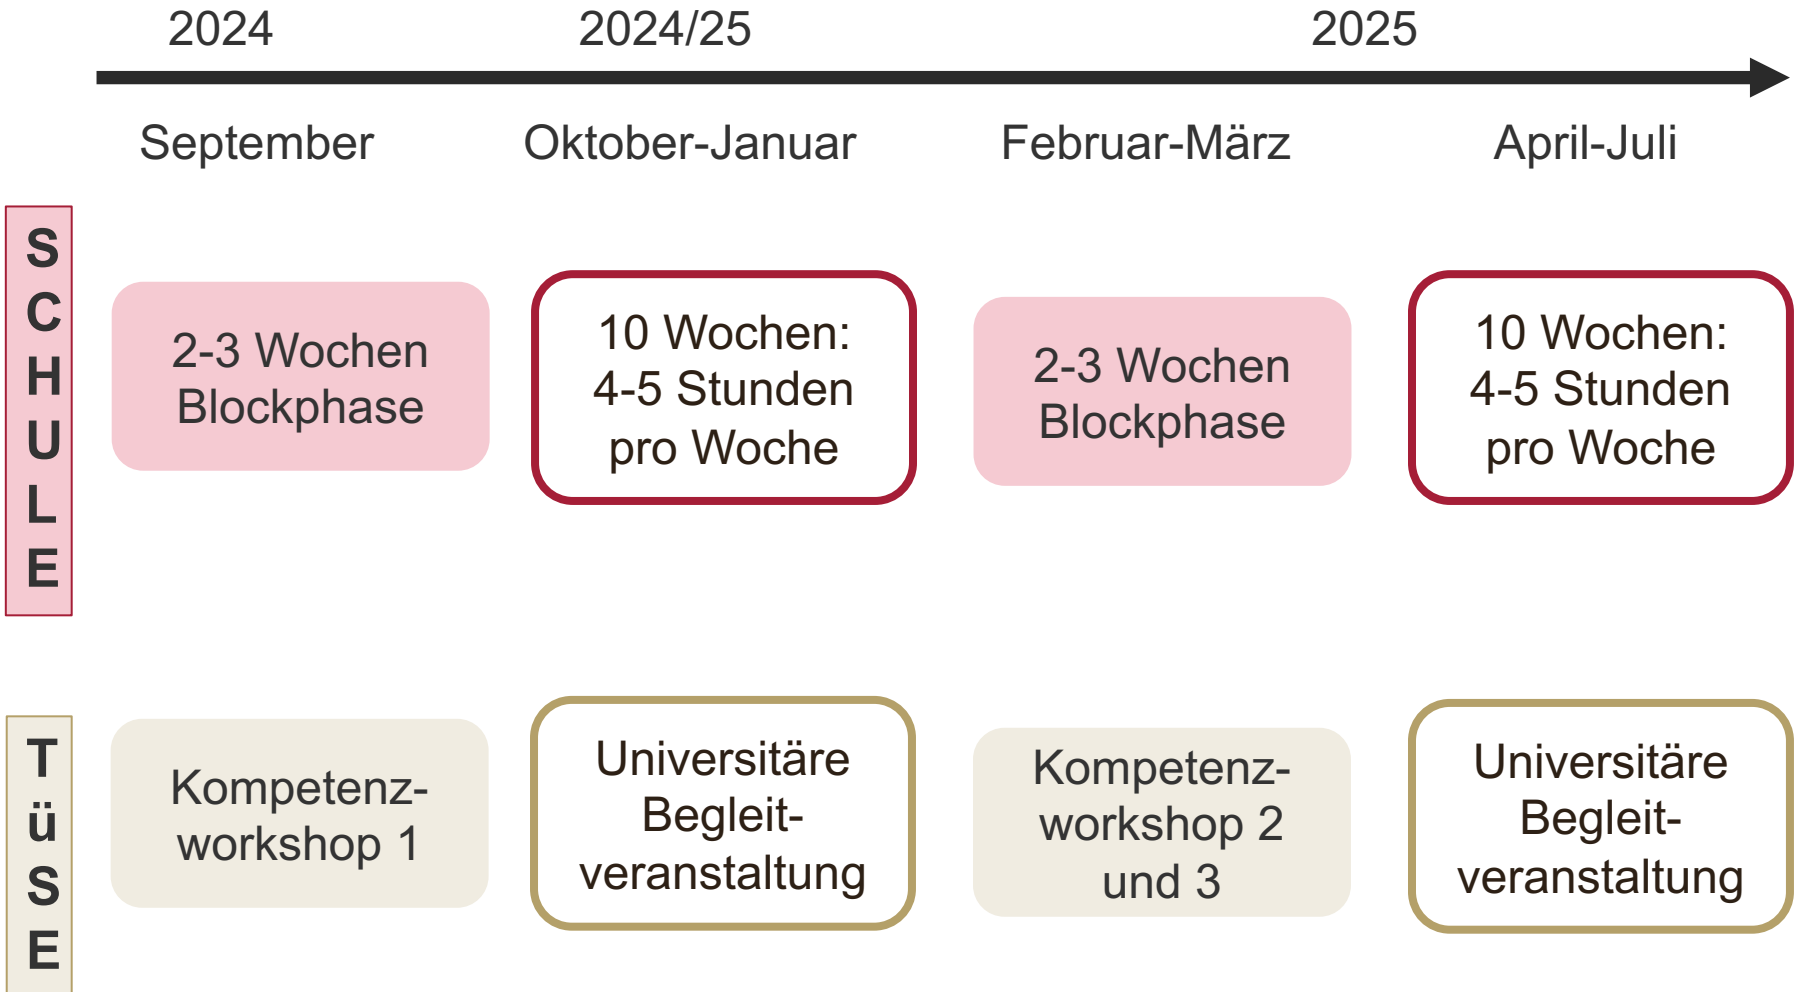 2024
2024/25
2025
September
Oktober-Januar
Februar-März
April-Juli
SCHULE
2-3 Wochen
Blockphase
10 Wochen:
4-5 Stunden
pro Woche
2-3 Wochen
Blockphase
10 Wochen:
4-5 Stunden
pro Woche
TüSE
Kompetenz-
workshop 1
Universitäre
Begleit-
veranstaltung
Kompetenz-
workshop 2
und 3
Universitäre
Begleit-
veranstaltung